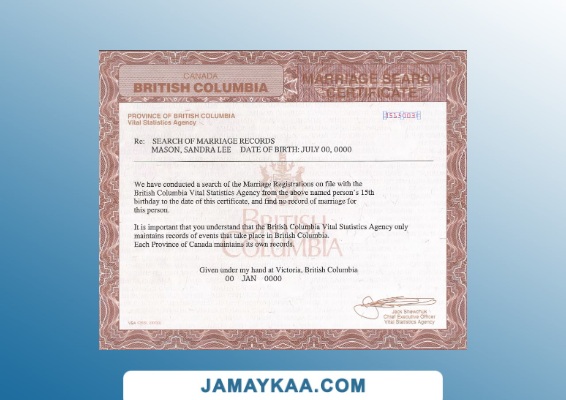 CANADA
BRITISH COLUMBIA
MARRIAGE SEARCH
CERTIFICATE
PROVINCE OF BRITISH COLUMBIA
Vital Statistics Agency
Re: SEARCH OF MARRIAGE RECORDS
MASON, SANDRA LEE DATE OF BIRTH: JULY 00, 0000
We have conducted a search of the Marriage Registrations on file with the
British Columbia Vital Statistics Agency from the above named person's 15th
birthday to the date of this certificate, and find no record of marriage for
this person.
BRITISH
COLUMBIA
It is important that you understand that the British Columbia Vital Statistics Agency only
maintains records of events that take place in British Columbia.
Each Province of Canada maintains its own records.
Given under my hand at Victoria, British Columbia
00 JAN 0000
Chief Executive Officer
Vital Statistics Agency
JAMAYKAA.COM